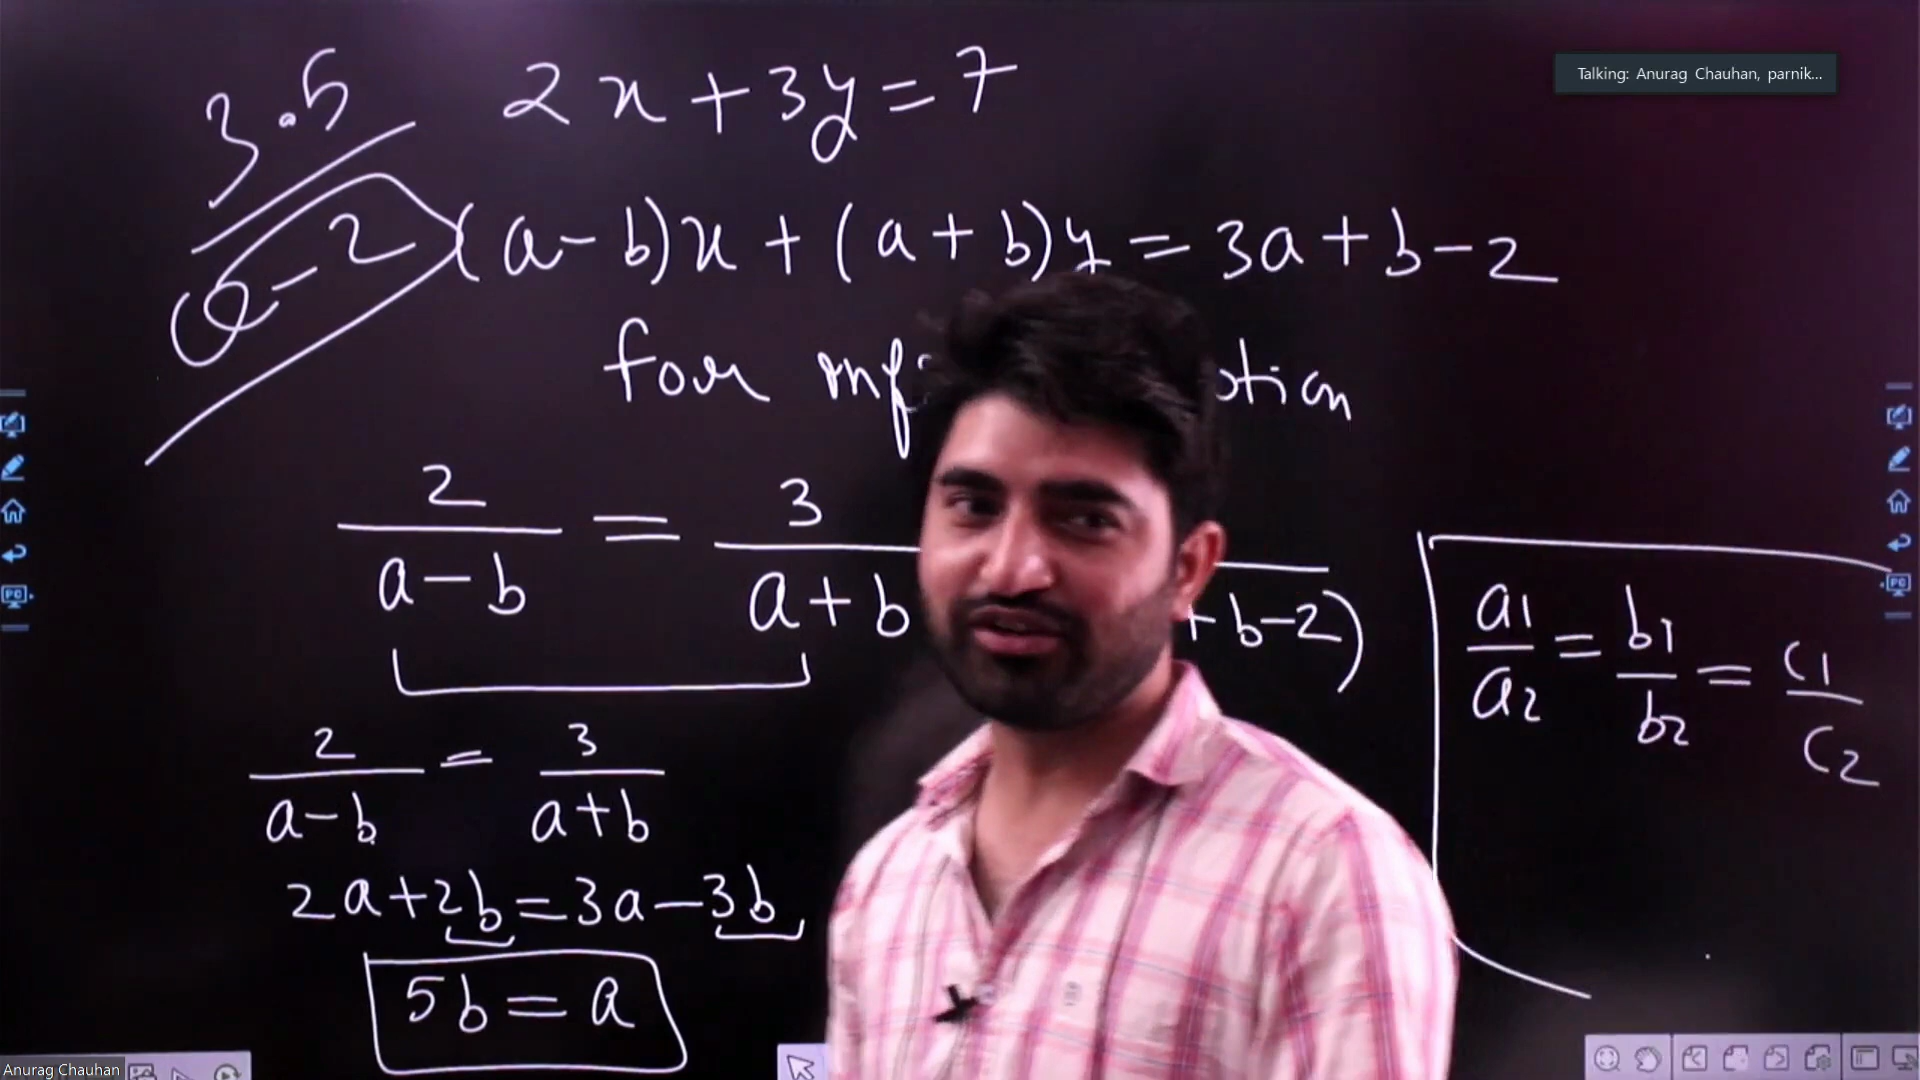 Talking: Anurag Chauhan, parnik...
3.5
2x+3y=7
Q-2 (a-b)x+(a+b)y=3a+b-2
for
2/(a-b) = 3/(a+b) +b-2)
a1/a2 = b1/b2 = c1/c2
2/(a-b) = 3/(a+b)
2a+2b=3a-3b
5b=a
Anurag Chauhan